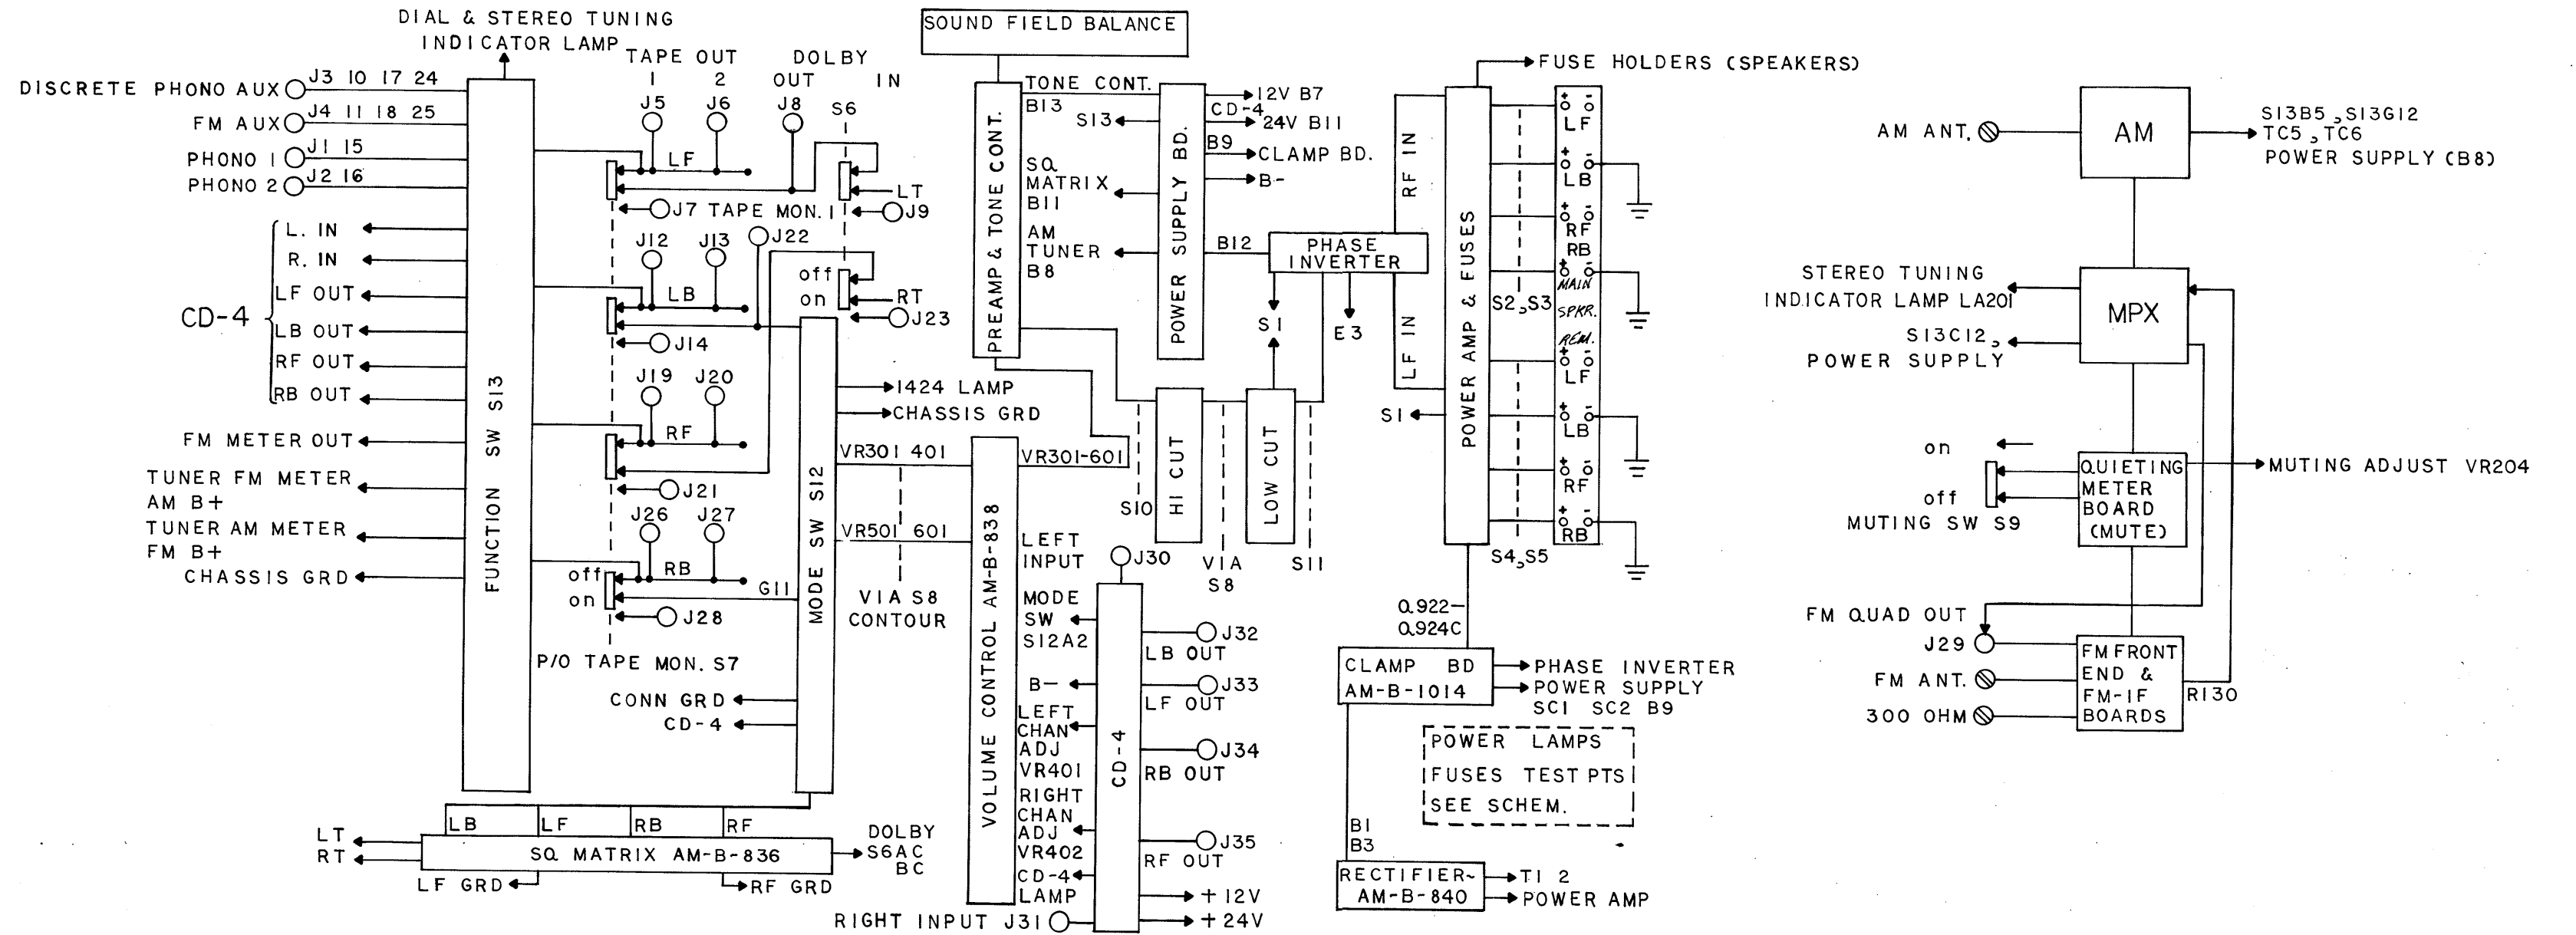 DIAL & STEREO TUNING
INDICATOR LAMP
DISCRETE PHONO AUX
J3 10 17 24
FM AUX
J4 11 18 25
PHONO 1
J1 15
PHONO 2
J2 16
CD-4
L. IN
R. IN
LF OUT
LB OUT
RF OUT
RB OUT
FM METER OUT
TUNER FM METER
AM B+
TUNER AM METER
FM B+
CHASSIS GRD
FUNCTION SW S13
TAPE OUT
1 2
J5 J6
DOLBY
OUT IN
J8
S6
LF
LT
J7 TAPE MON. 1
J9
J12 J13
J22
LB
off
on
RT
J23
J14
J19 J20
RF
J21
J26 J27
off
on
RB
G11
J28
P/O TAPE MON. S7
MODE SW S12
1424 LAMP
CHASSIS GRD
VR301 401
VR501 601
VIA S8
CONTOUR
CONN GRD
CD-4
LB LF RB RF
LT
RT
SQ MATRIX AM-B-836
DOLBY
S6AC
BC
LF GRD
RF GRD
SOUND FIELD BALANCE
PREAMP & TONE CONT.
TONE CONT.
B13
S13
SQ
MATRIX
B11
AM
TUNER
B8
POWER SUPPLY BD.
12V B7
CD-4
24V B11
B9
CLAMP BD.
B-
B12
PHASE
INVERTER
S1
E3
RF IN
LF IN
VOLUME CONTROL AM-B-838
VR301-601
S10
HI CUT
VIA
S8
LOW CUT
S11
LEFT
INPUT
J30
MODE
SW
S12A2
B-
LEFT
CHAN
ADJ
VR401
RIGHT
CHAN
ADJ
VR402
CD-4
LAMP
RIGHT INPUT J31
CD-4
J32
LB OUT
J33
LF OUT
J34
RB OUT
J35
RF OUT
+12V
+24V
FUSE HOLDERS (SPEAKERS)
POWER AMP & FUSES
S1
S2,S3
S4,S5
+ -
LF
+ -
LB
+ -
RF
RB
+ -
MAIN
SPKR.
REM.
+ -
LF
+ -
LB
+ -
RF
+ -
RB
Q922-
Q924C
CLAMP BD
AM-B-1014
PHASE INVERTER
POWER SUPPLY
SC1 SC2 B9
POWER LAMPS
FUSES TEST PTS
SEE SCHEM.
B1
B3
RECTIFIER-
AM-B-840
T1 2
POWER AMP
AM ANT.
AM
S13B5,S13G12
TC5,TC6
POWER SUPPLY (B8)
STEREO TUNING
INDICATOR LAMP LA201
MPX
S13C12,
POWER SUPPLY
on
off
MUTING SW S9
QUIETING
METER
BOARD
(MUTE)
MUTING ADJUST VR204
FM QUAD OUT
J29
FM ANT.
300 OHM
FM FRONT
END &
FM-IF
BOARDS
R130